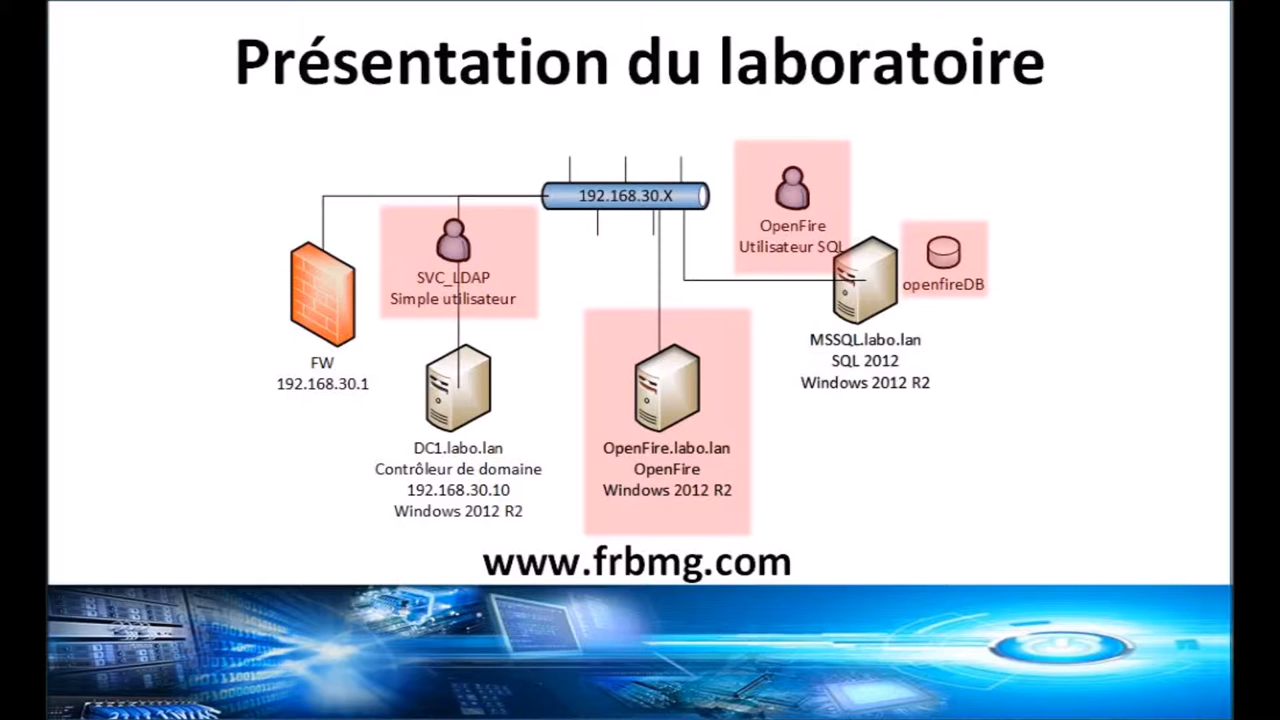 Présentation du laboratoire
192.168.30.X
OpenFire
Utilisateur SQL
openfireDB
SVC_LDAP
Simple utilisateur
MSSQL.labo.lan
SQL 2012
Windows 2012 R2
FW
192.168.30.1
DC1.labo.lan
Contrôleur de domaine
192.168.30.10
Windows 2012 R2
OpenFire.labo.lan
OpenFire
Windows 2012 R2
www.frbmg.com